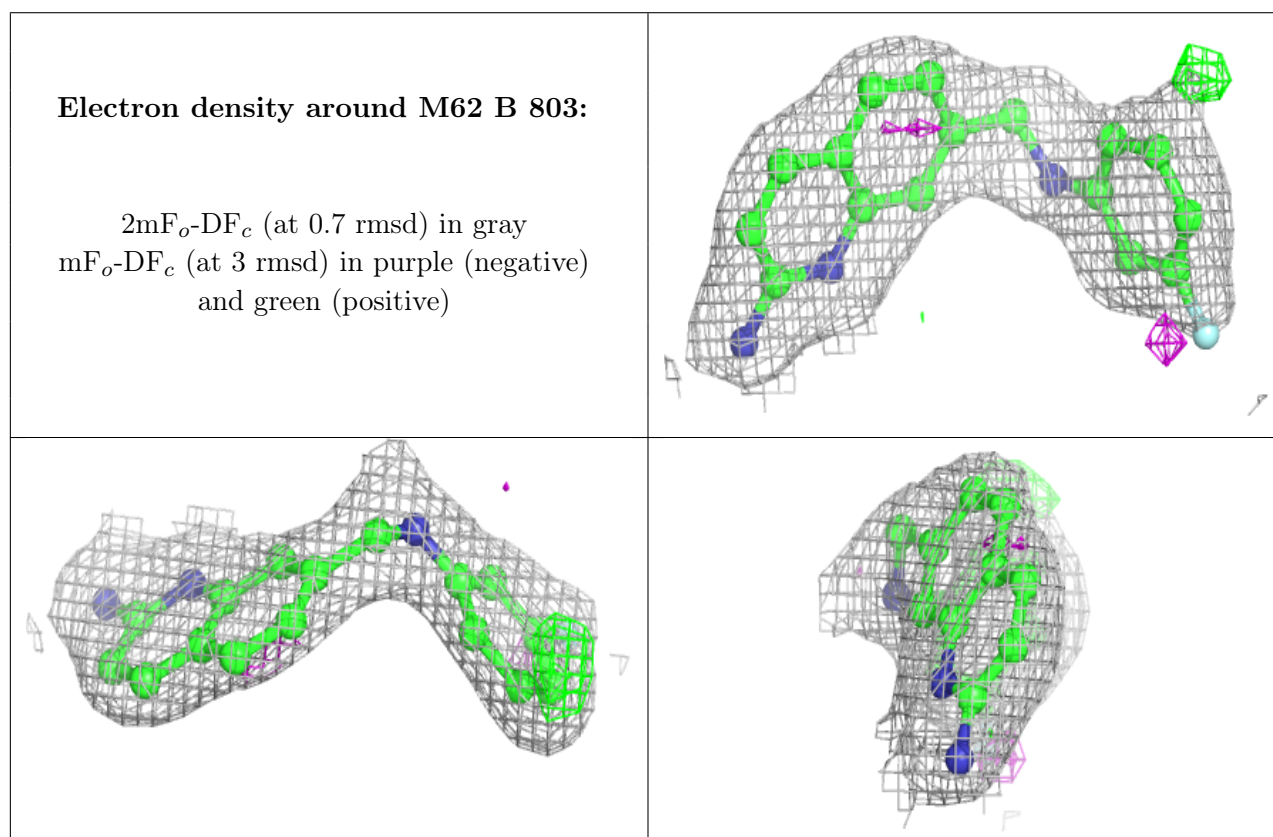 Electron density around M62 B 803:
2mFo-DFc (at 0.7 rmsd) in gray
mFo-DFc (at 3 rmsd) in purple (negative)
and green (positive)